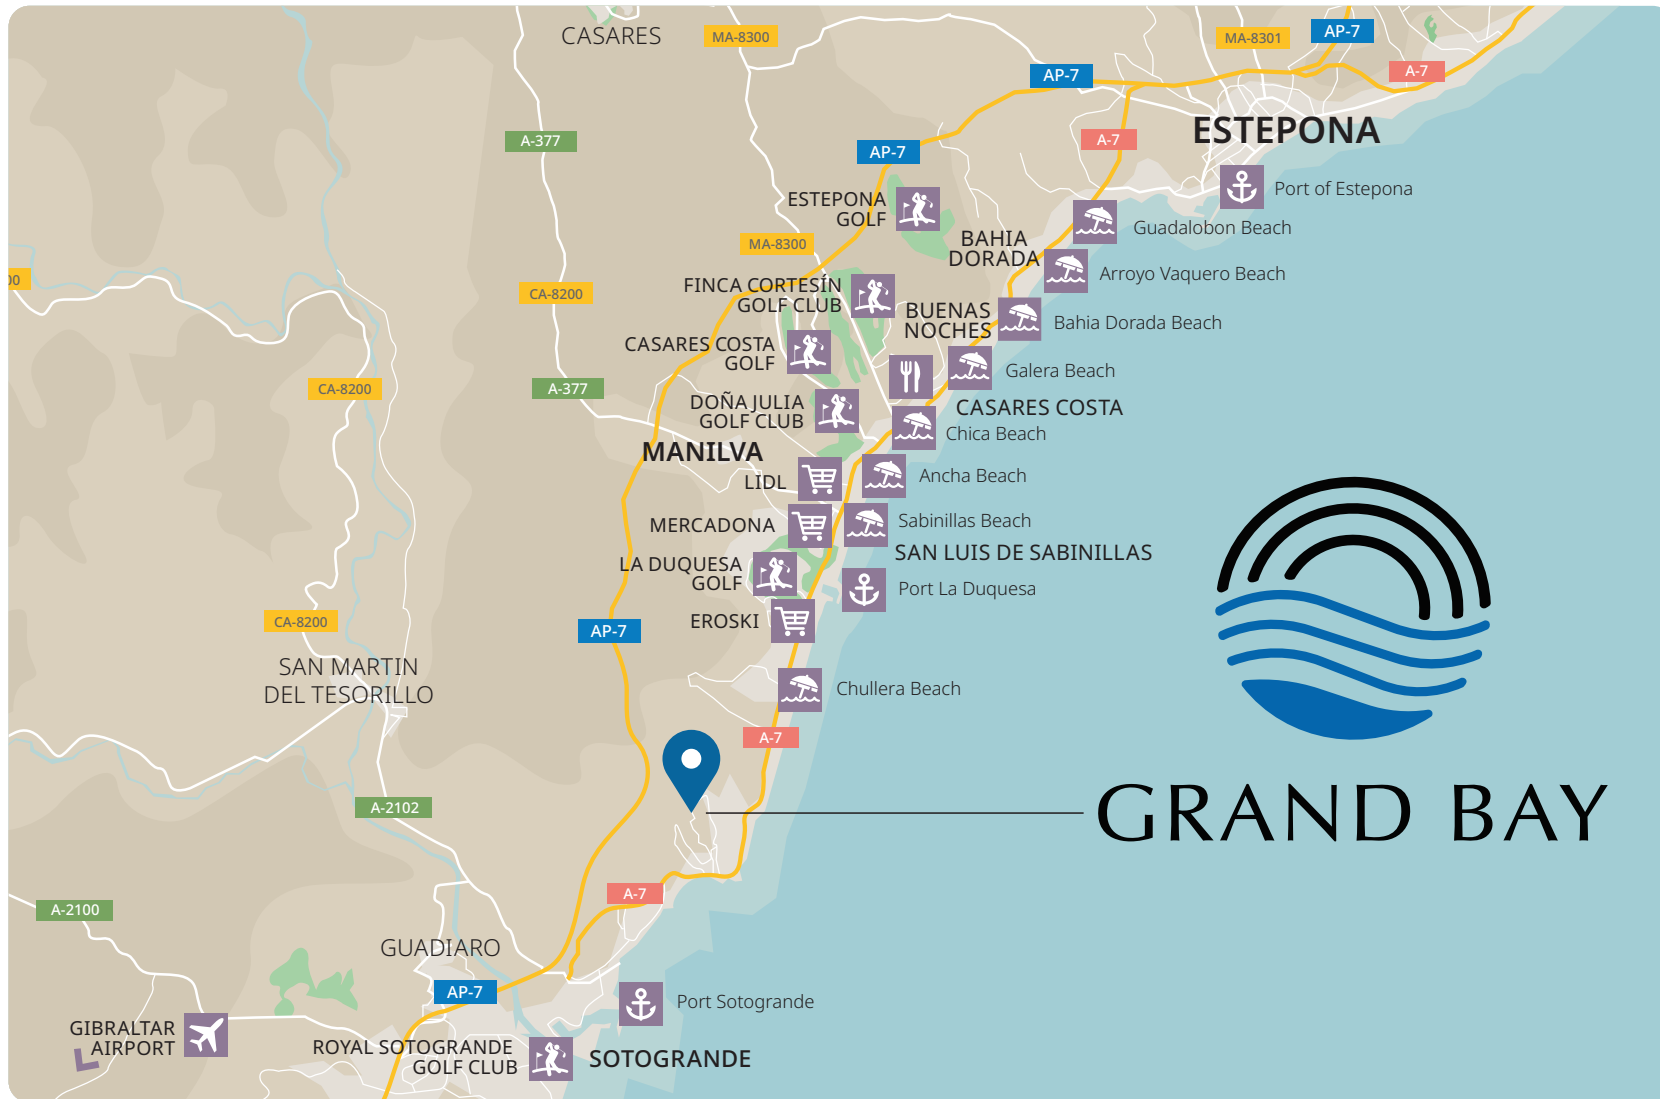 CASARES
MA-8300
MA-8301
AP-7
AP-7
A-7
A-377
AP-7
A-7
ESTEPONA
Port of Estepona
ESTEPONA
GOLF
Guadalobon Beach
MA-8300
BAHIA
DORADA
Arroyo Vaquero Beach
00
CA-8200
FINCA CORTESÍN
GOLF CLUB
BUENAS
NOCHES
Bahia Dorada Beach
CASARES COSTA
GOLF
Galera Beach
CA-8200
A-377
DOÑA JULIA
GOLF CLUB
CASARES COSTA
Chica Beach
MANILVA
LIDL
Ancha Beach
MERCADONA
Sabinillas Beach
SAN LUIS DE SABINILLAS
LA DUQUESA
GOLF
Port La Duquesa
CA-8200
AP-7
EROSKI
SAN MARTIN
DEL TESORILLO
Chullera Beach
A-7
A-2102
GRAND BAY
A-7
A-2100
GUADIARO
AP-7
Port Sotogrande
GIBRALTAR
AIRPORT
ROYAL SOTOGRANDE
GOLF CLUB
SOTOGRANDE